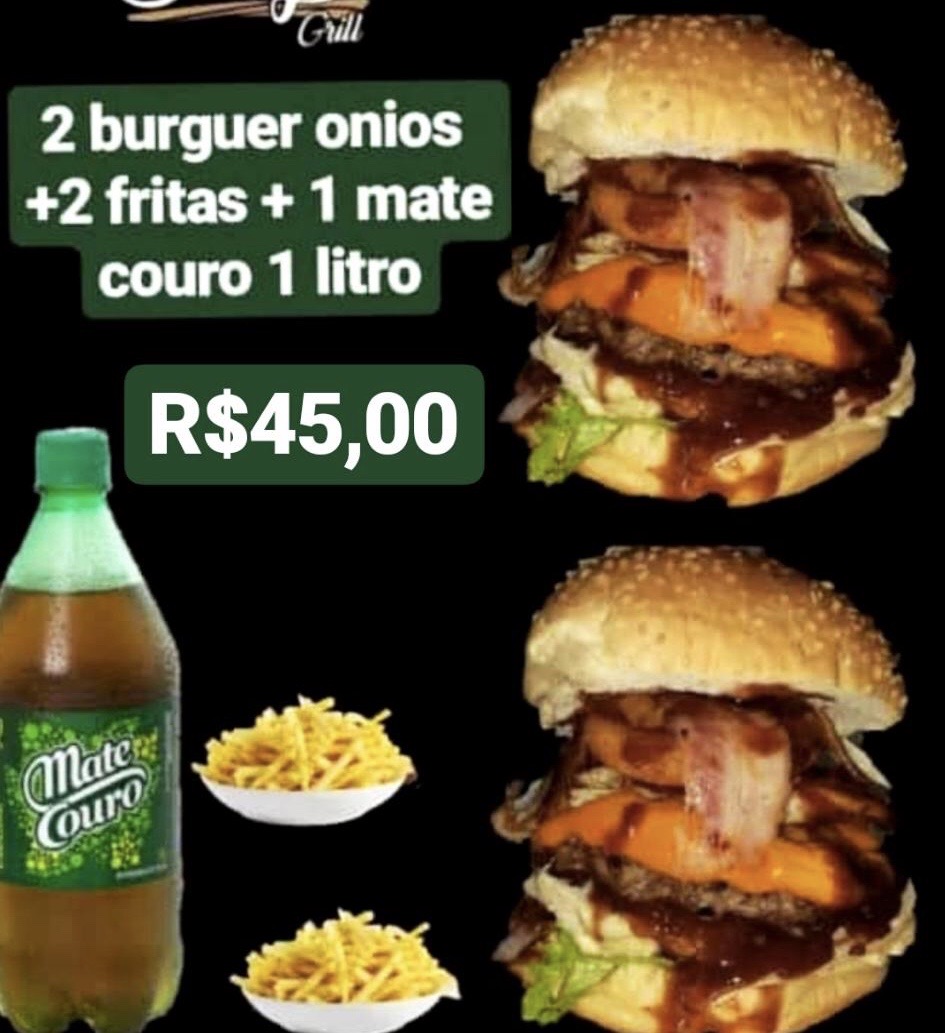 Grill
2 burguer onios
+2 fritas + 1 mate
couro 1 litro
R$45,00
Mate
Couro